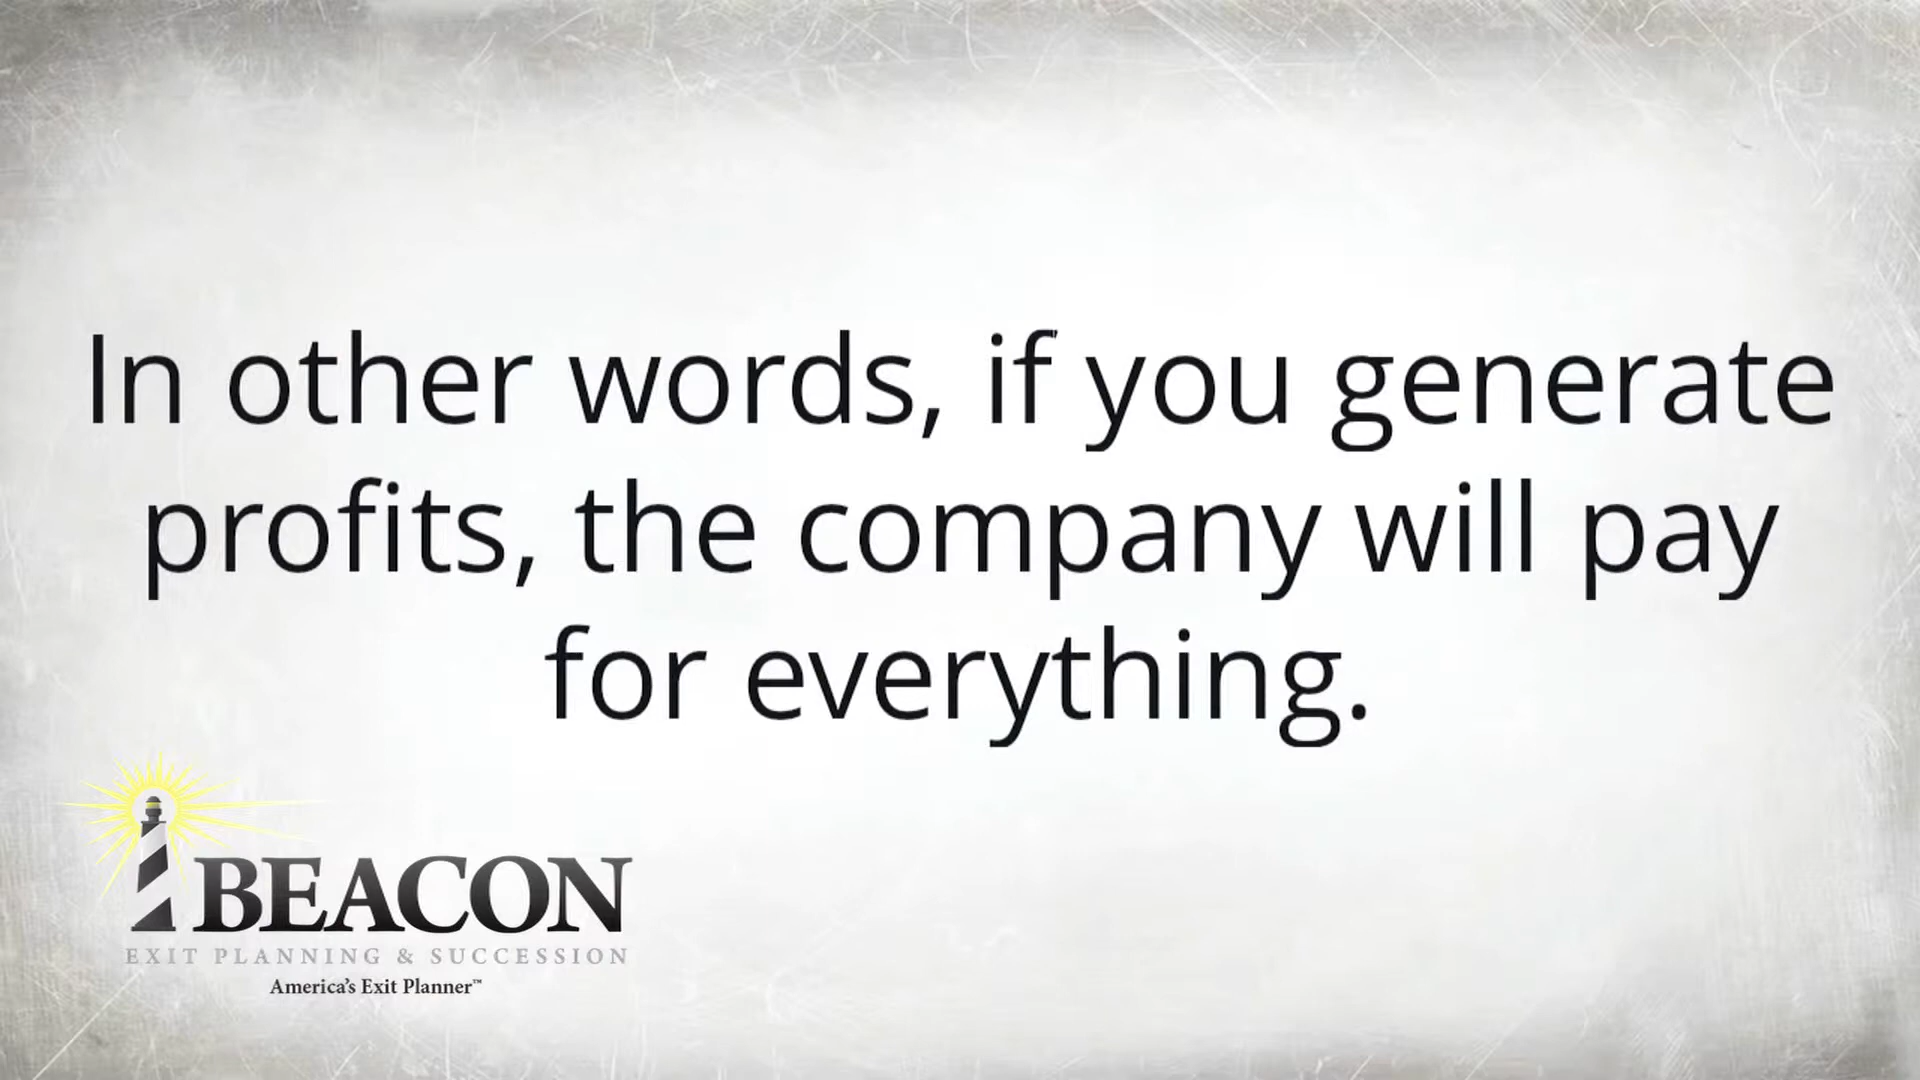 In other words, if you generate
profits, the company will pay
for everything.
BEACON
EXIT PLANNING & SUCCESSION
America's Exit Planner™